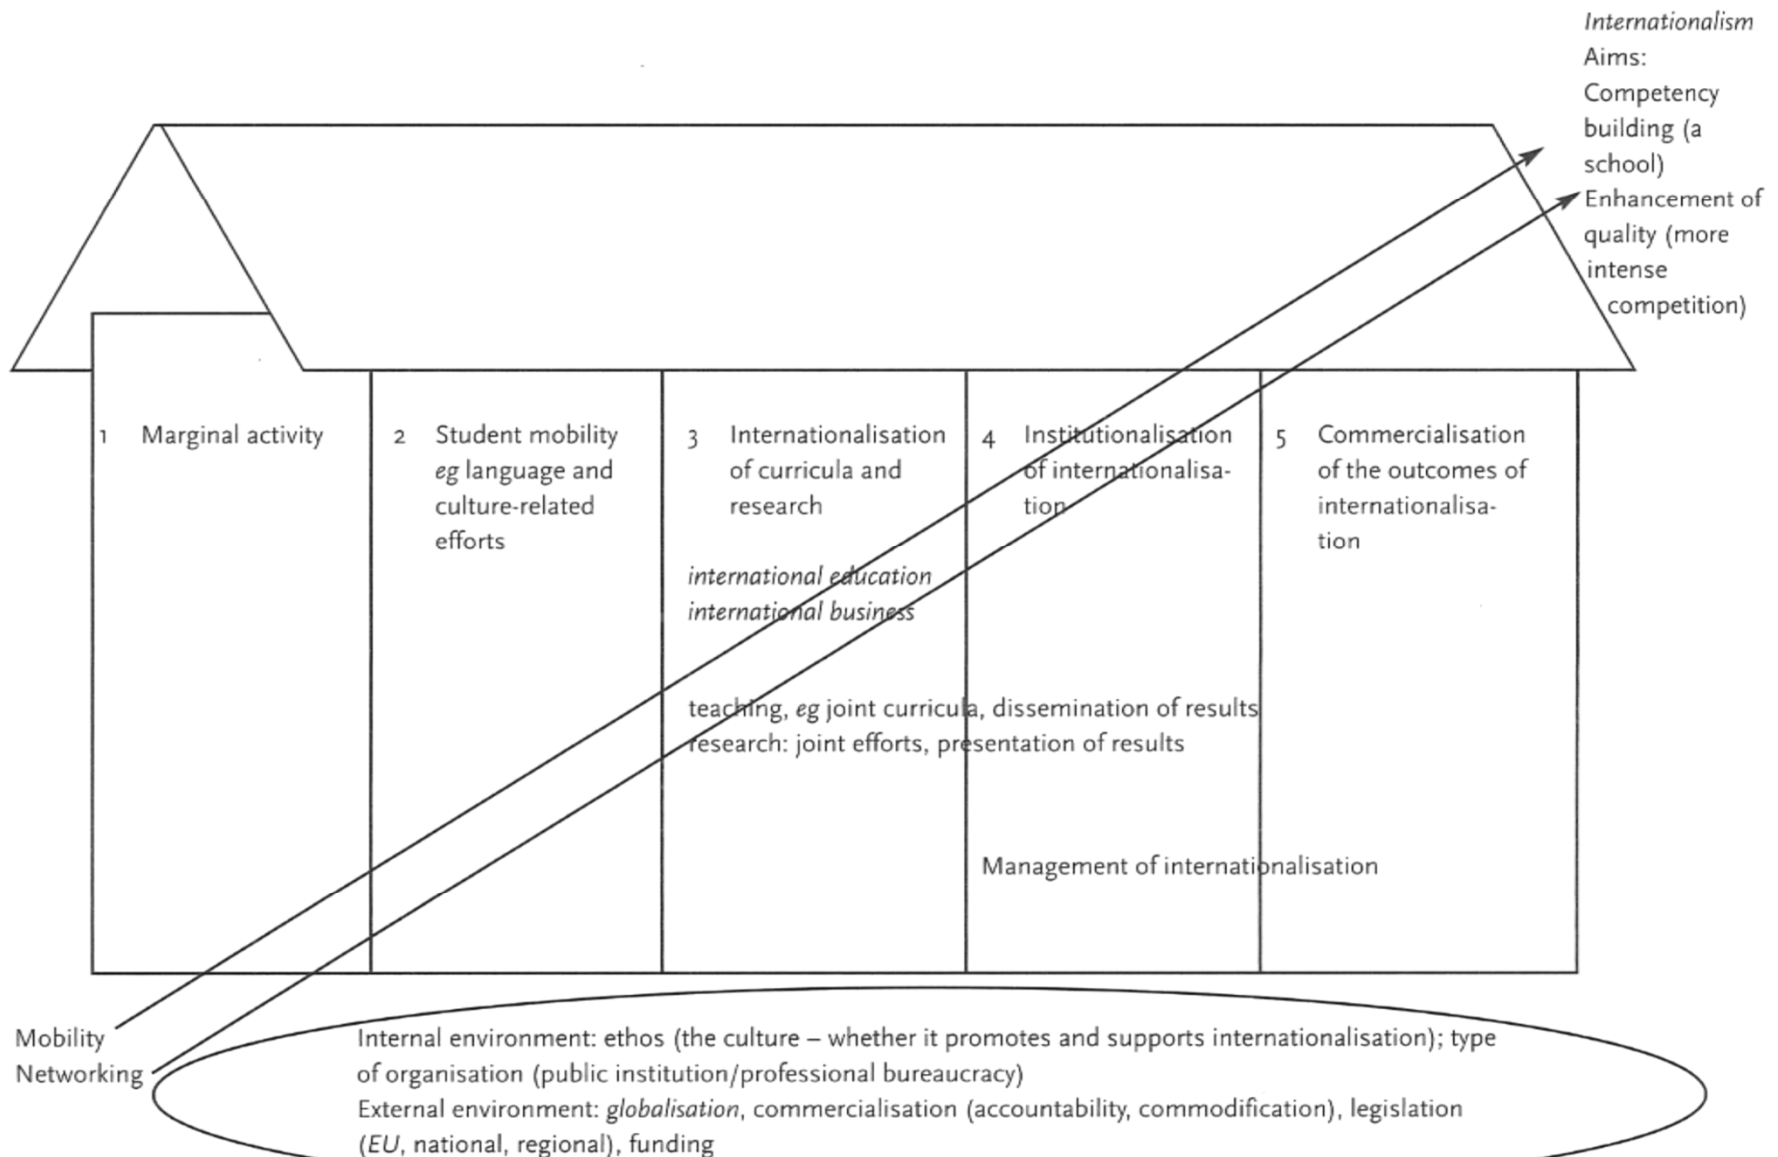 Internationalism
Aims:
Competency
building (a
school)
Enhancement of
quality (more
intense
competition)
1 Marginal activity
2 Student mobility
eg language and
culture-related
efforts
3 Internationalisation
of curricula and
research
international education
international business
4 Institutionalisation
of internationalisa-
tion
5 Commercialisation
of the outcomes of
internationalisa-
tion
teaching, eg joint curricula, dissemination of results
research: joint efforts, presentation of results
Management of internationalisation
Mobility
Networking
Internal environment: ethos (the culture – whether it promotes and supports internationalisation); type
of organisation (public institution/professional bureaucracy)
External environment: globalisation, commercialisation (accountability, commodification), legislation
(EU, national, regional), funding